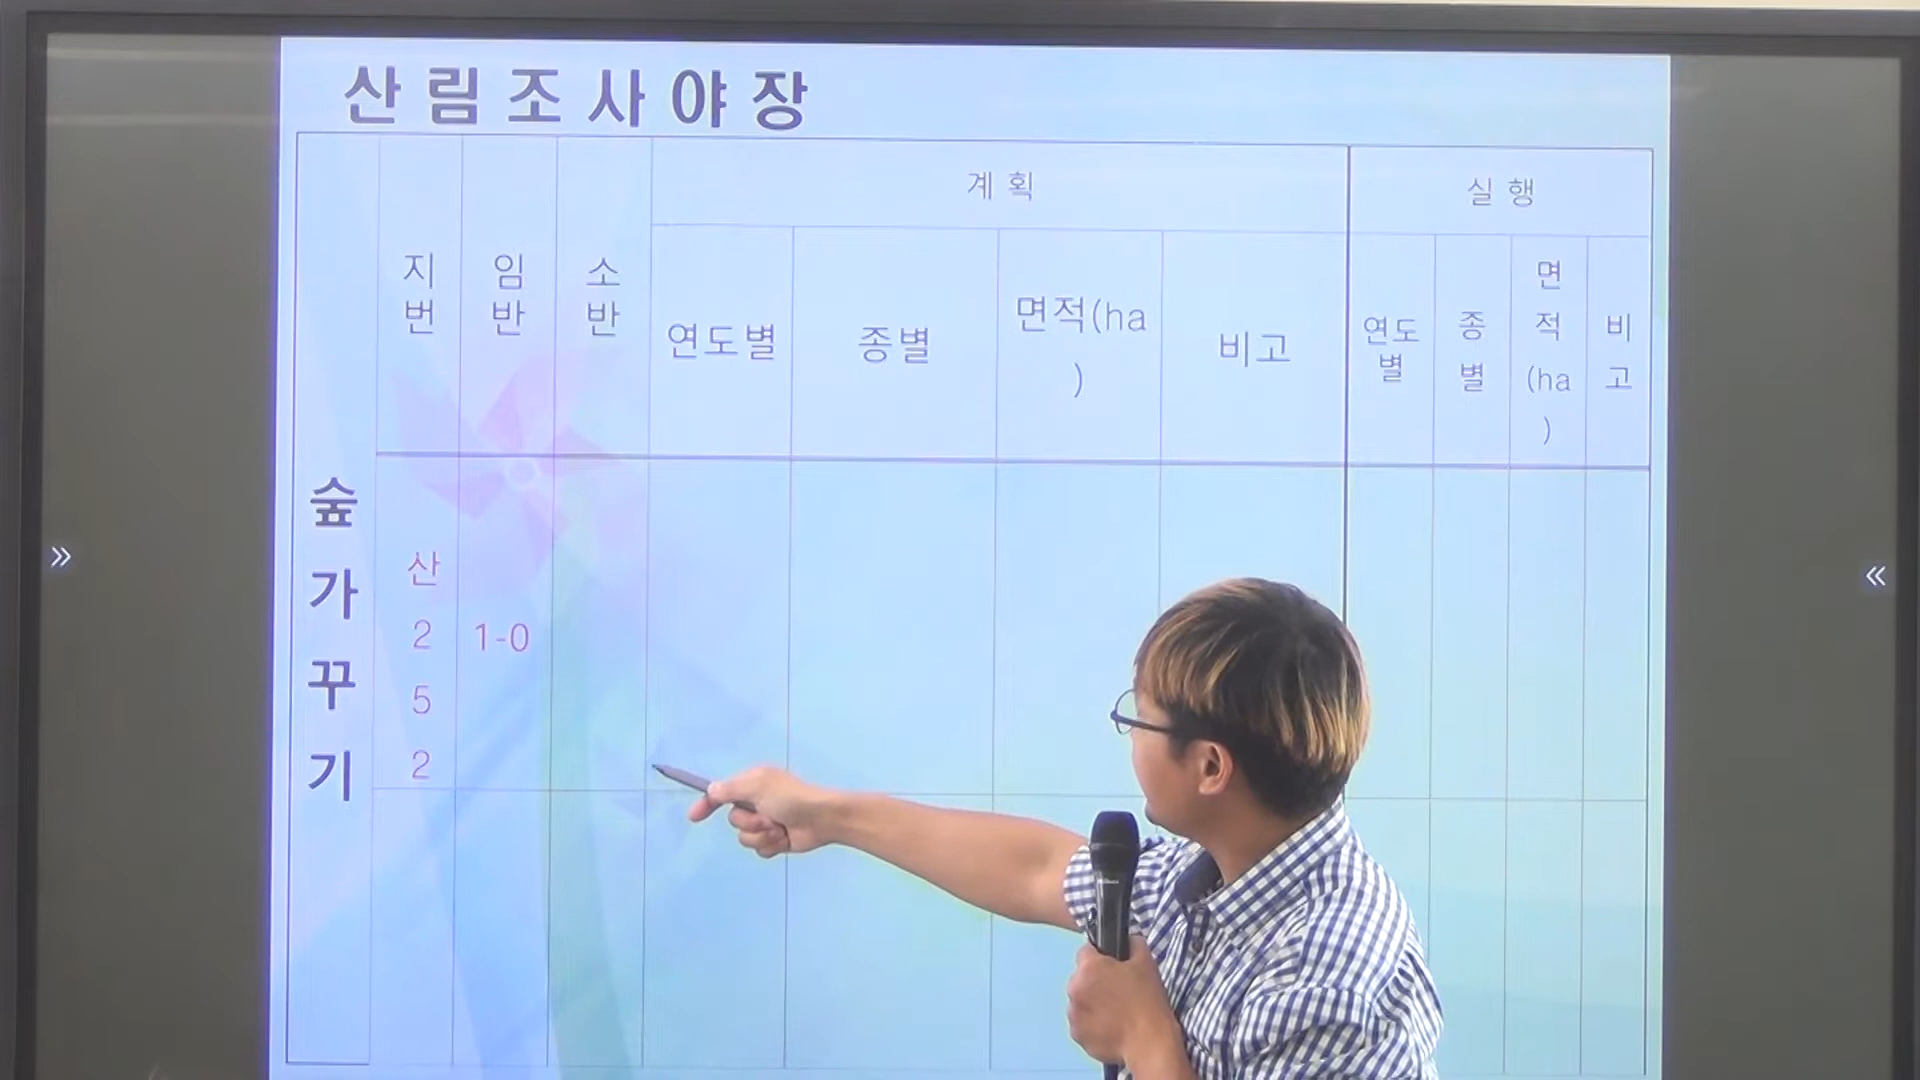 산림조사야장
계획
실행
지번
임반
소반
연도별
종별
면적(ha)
비고
연도별
종별
면적(ha)
비고
숲가꾸기
산252
1-0